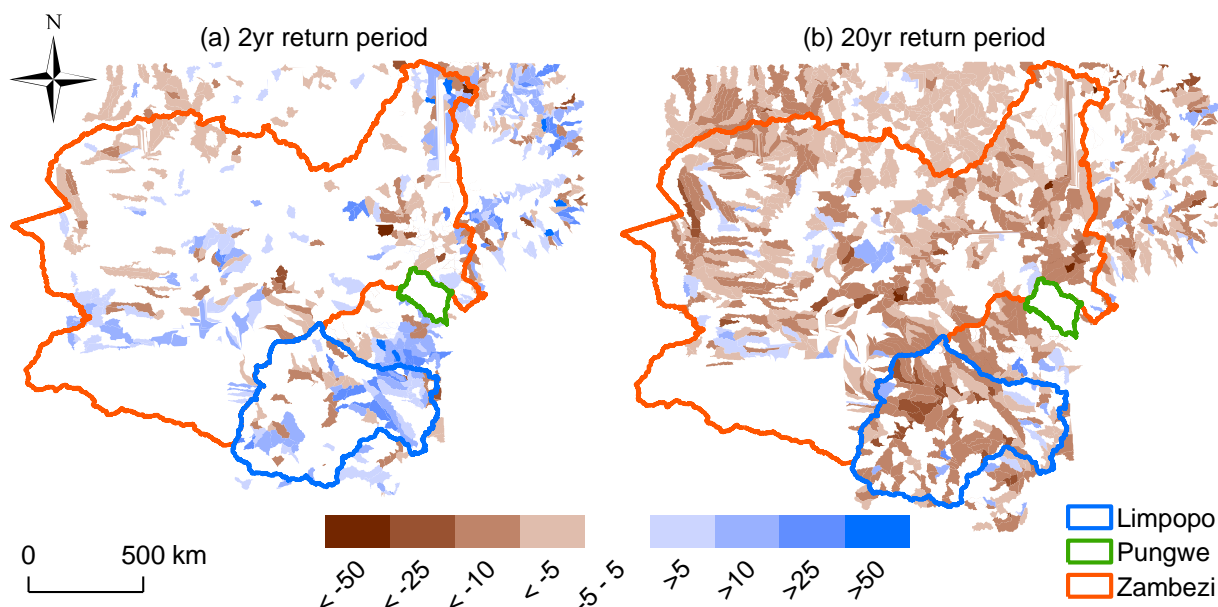 N
(a) 2yr return period
(b) 20yr return period
Limpopo
Pungwe
Zambezi
0 500 km
< -50
< -25
< -10
< -5
-5 - 5
>5
>10
>25
>50